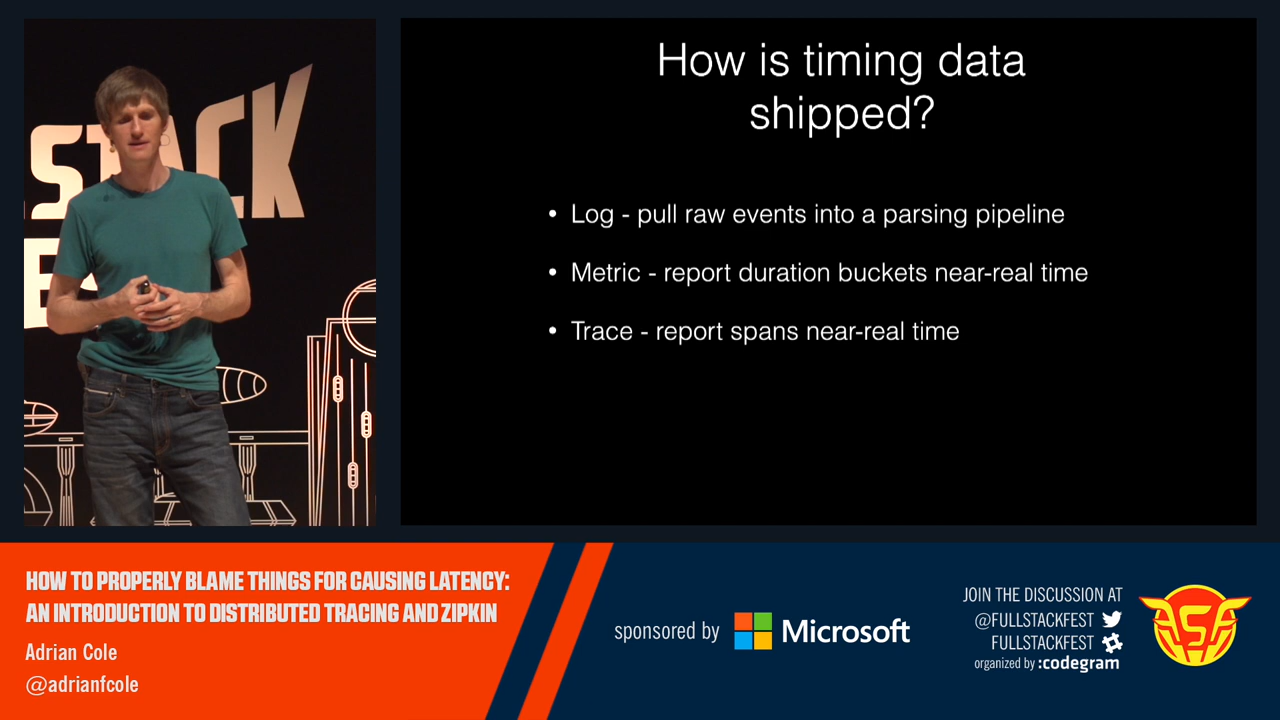 STACK
How is timing data
shipped?
• Log - pull raw events into a parsing pipeline
• Metric - report duration buckets near-real time
• Trace - report spans near-real time
HOW TO PROPERLY BLAME THINGS FOR CAUSING LATENCY:
AN INTRODUCTION TO DISTRIBUTED TRACING AND ZIPKIN
Adrian Cole
@adrianfcole
sponsored by Microsoft
JOIN THE DISCUSSION AT
@FULLSTACKFEST
FULLSTACKFEST
organized by :codegram
FSF